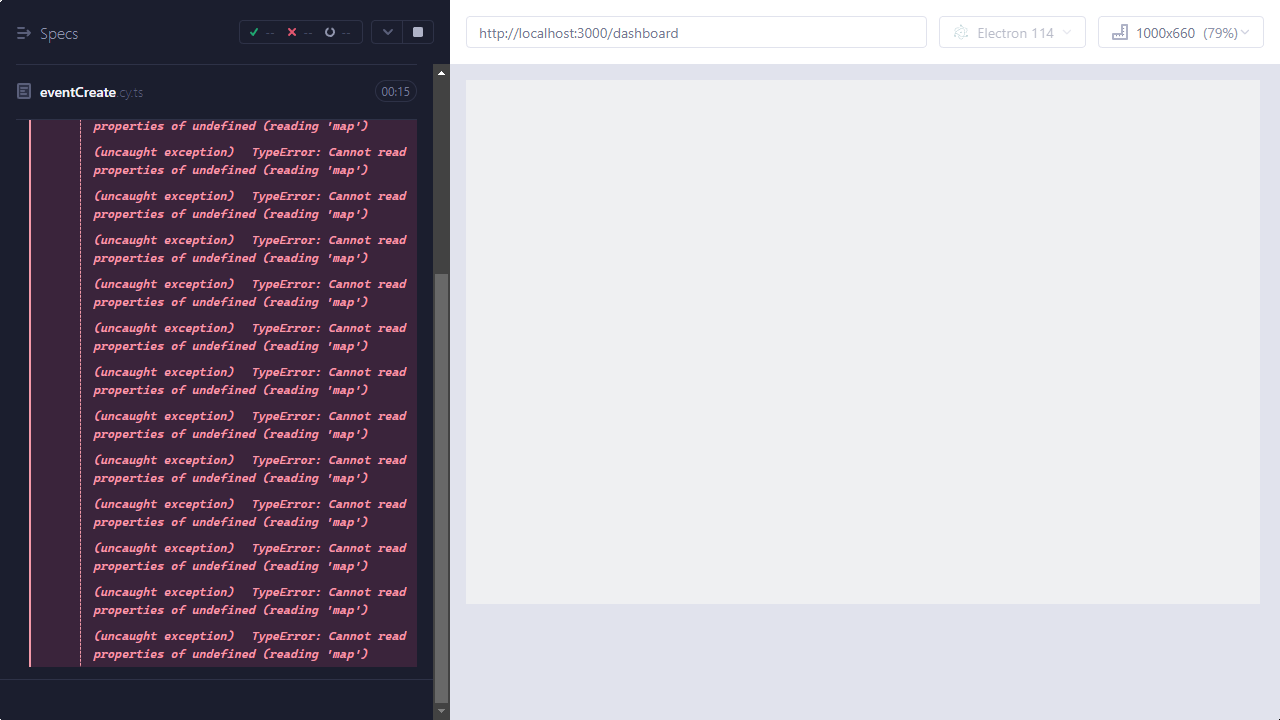 Specs
--
--
--
http://localhost:3000/dashboard
Electron 114
1000x660 (79%)
eventCreate.cy.ts
00:15
properties of undefined (reading 'map')
(uncaught exception) TypeError: Cannot read
properties of undefined (reading 'map')
(uncaught exception) TypeError: Cannot read
properties of undefined (reading 'map')
(uncaught exception) TypeError: Cannot read
properties of undefined (reading 'map')
(uncaught exception) TypeError: Cannot read
properties of undefined (reading 'map')
(uncaught exception) TypeError: Cannot read
properties of undefined (reading 'map')
(uncaught exception) TypeError: Cannot read
properties of undefined (reading 'map')
(uncaught exception) TypeError: Cannot read
properties of undefined (reading 'map')
(uncaught exception) TypeError: Cannot read
properties of undefined (reading 'map')
(uncaught exception) TypeError: Cannot read
properties of undefined (reading 'map')
(uncaught exception) TypeError: Cannot read
properties of undefined (reading 'map')
(uncaught exception) TypeError: Cannot read
properties of undefined (reading 'map')
(uncaught exception) TypeError: Cannot read
properties of undefined (reading 'map')